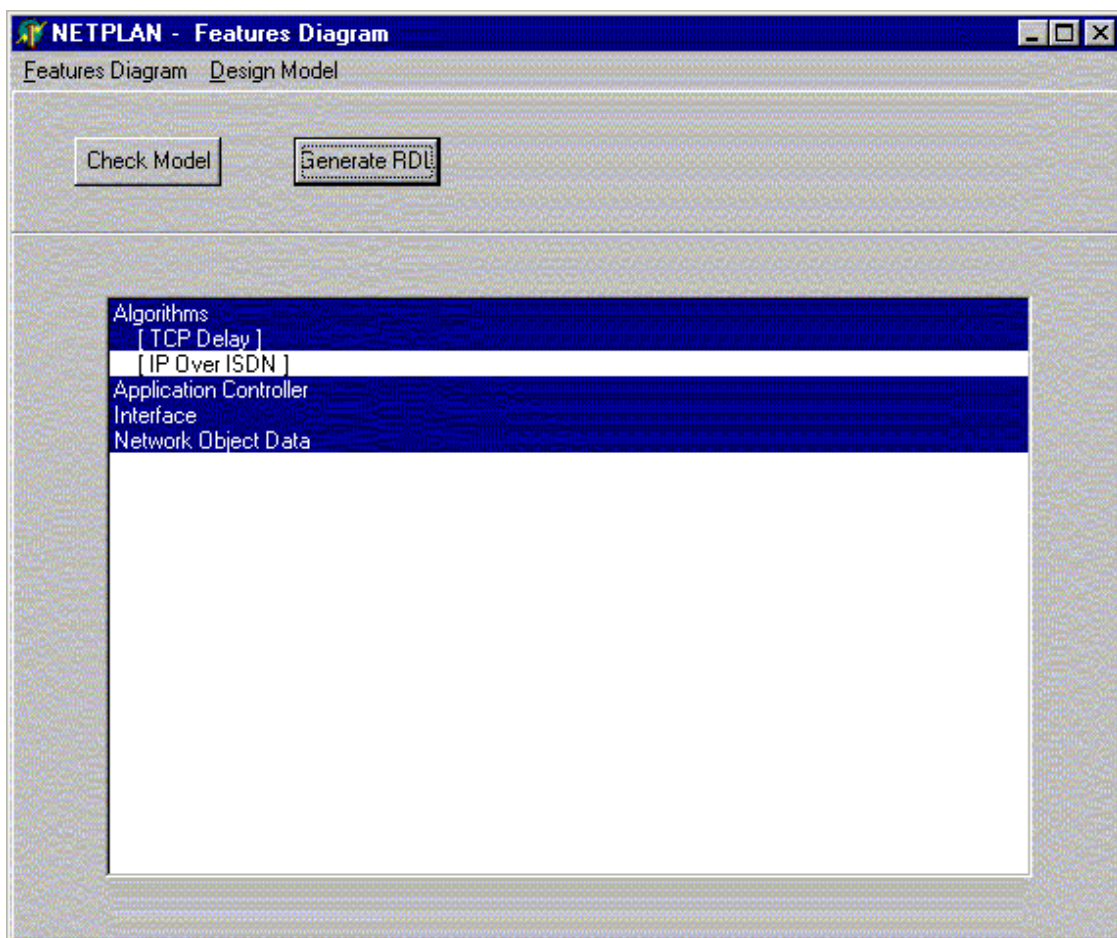 NETPLAN - Features Diagram
Features Diagram Design Model
Check Model Generate RDL
Algorithms
[ TCP Delay ]
[ IP Over ISDN ]
Application Controller
Interface
Network Object Data